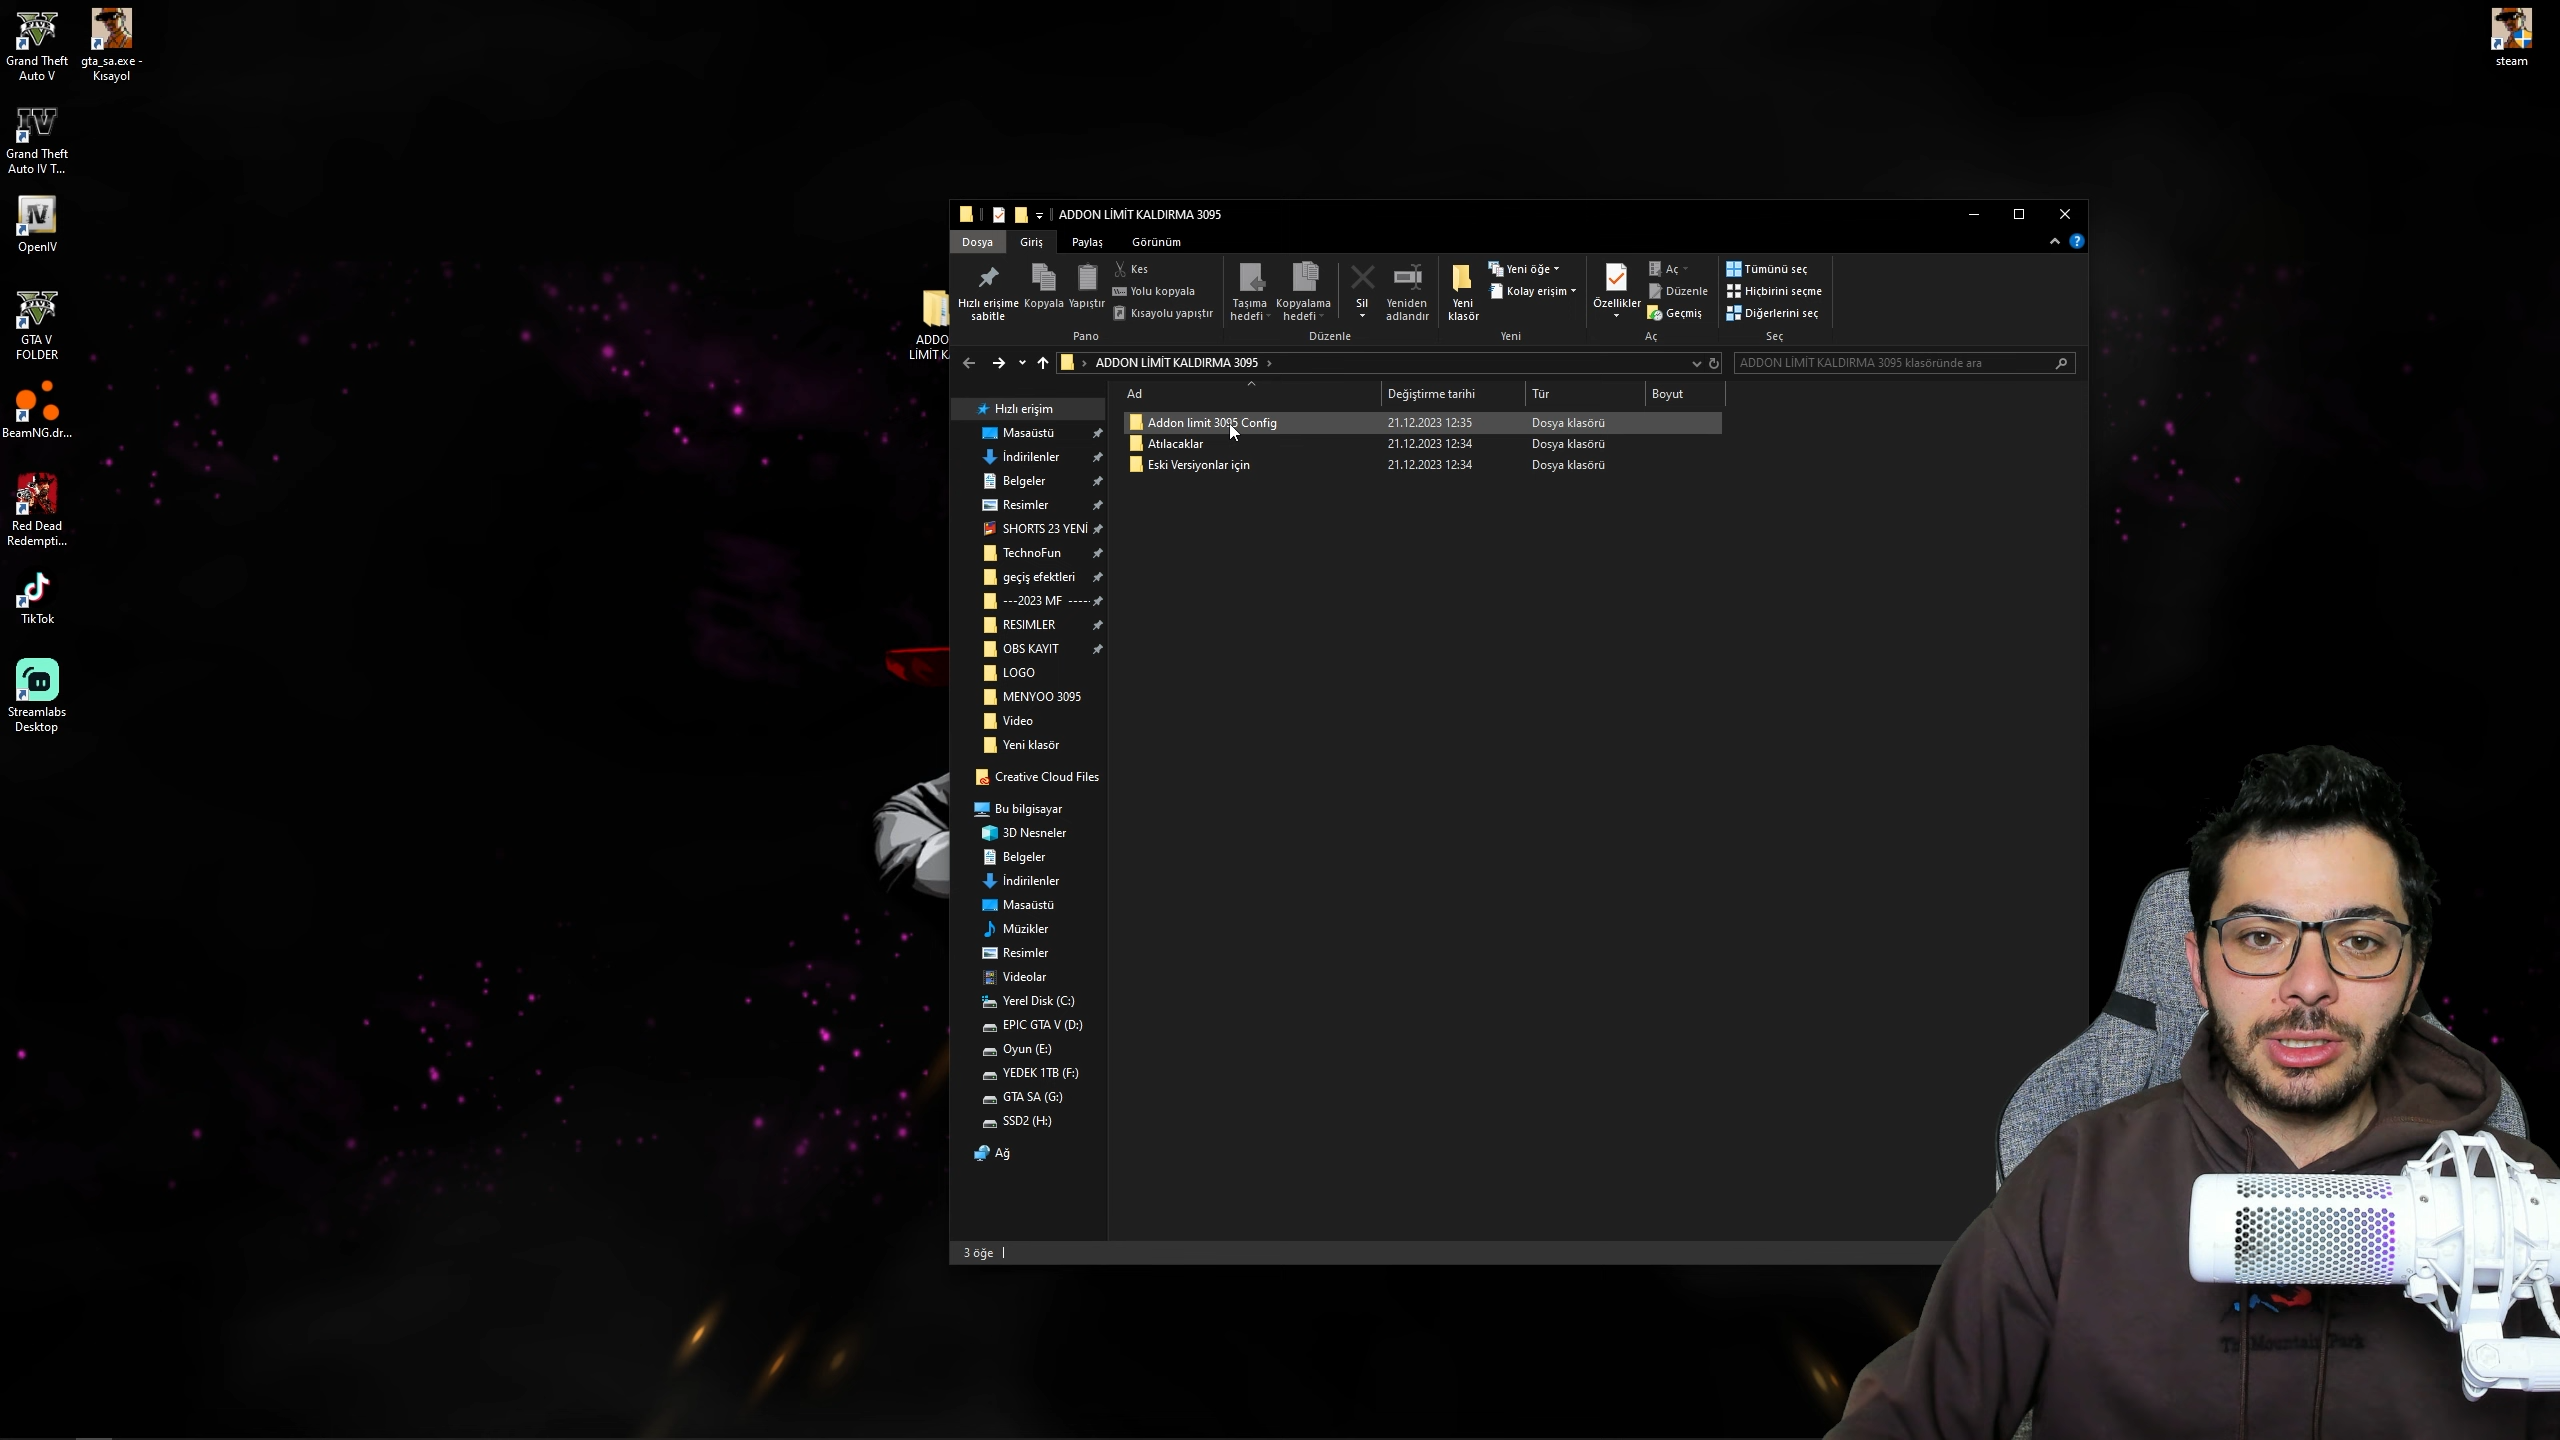 Grand Theft
Auto V
gta_sa.exe -
Kısayol
Grand Theft
Auto IV T...
OpenIV
GTA V
FOLDER
BeamNG.dr...
Red Dead
Redempti...
TikTok
Streamlabs
Desktop
steam
ADDO
LİMİT K
ADDON LİMİT KALDIRMA 3095
Dosya
Giriş
Paylaş
Görünüm
Hızlı erişime
sabitle
Kopyala
Yapıştır
Kes
Yolu kopyala
Kısayolu yapıştır
Pano
Taşıma
hedefi
Kopyalama
hedefi
Sil
Yeniden
adlandır
Düzenle
Yeni
klasör
Yeni öğe
Kolay erişim
Yeni
Özellikler
Aç
Düzenle
Geçmiş
Aç
Tümünü seç
Hiçbirini seçme
Diğerlerini seç
Seç
ADDON LİMİT KALDIRMA 3095
ADDON LİMİT KALDIRMA 3095 klasöründe ara
Ad
Değiştirme tarihi
Tür
Boyut
Addon limit 3095 Config
21.12.2023 12:35
Dosya klasörü
Atılacaklar
21.12.2023 12:34
Dosya klasörü
Eski Versiyonlar için
21.12.2023 12:34
Dosya klasörü
Hızlı erişim
Masaüstü
İndirilenler
Belgeler
Resimler
SHORTS 23 YENİ
TechnoFun
geçiş efektleri
---2023 MF ----
RESIMLER
OBS KAYIT
LOGO
MENYOO 3095
Video
Yeni klasör
Creative Cloud Files
Bu bilgisayar
3D Nesneler
Belgeler
İndirilenler
Masaüstü
Müzikler
Resimler
Videolar
Yerel Disk (C:)
EPIC GTA V (D:)
Oyun (E:)
YEDEK 1TB (F:)
GTA SA (G:)
SSD2 (H:)
Ağ
3 öğe